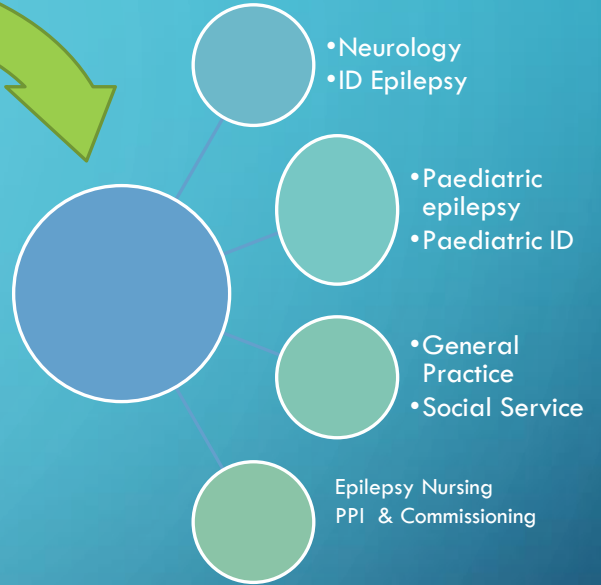 •Neurology
•ID Epilepsy
•Paediatric
epilepsy
•Paediatric ID
•General
Practice
•Social Service
Epilepsy Nursing
PPI & Commissioning